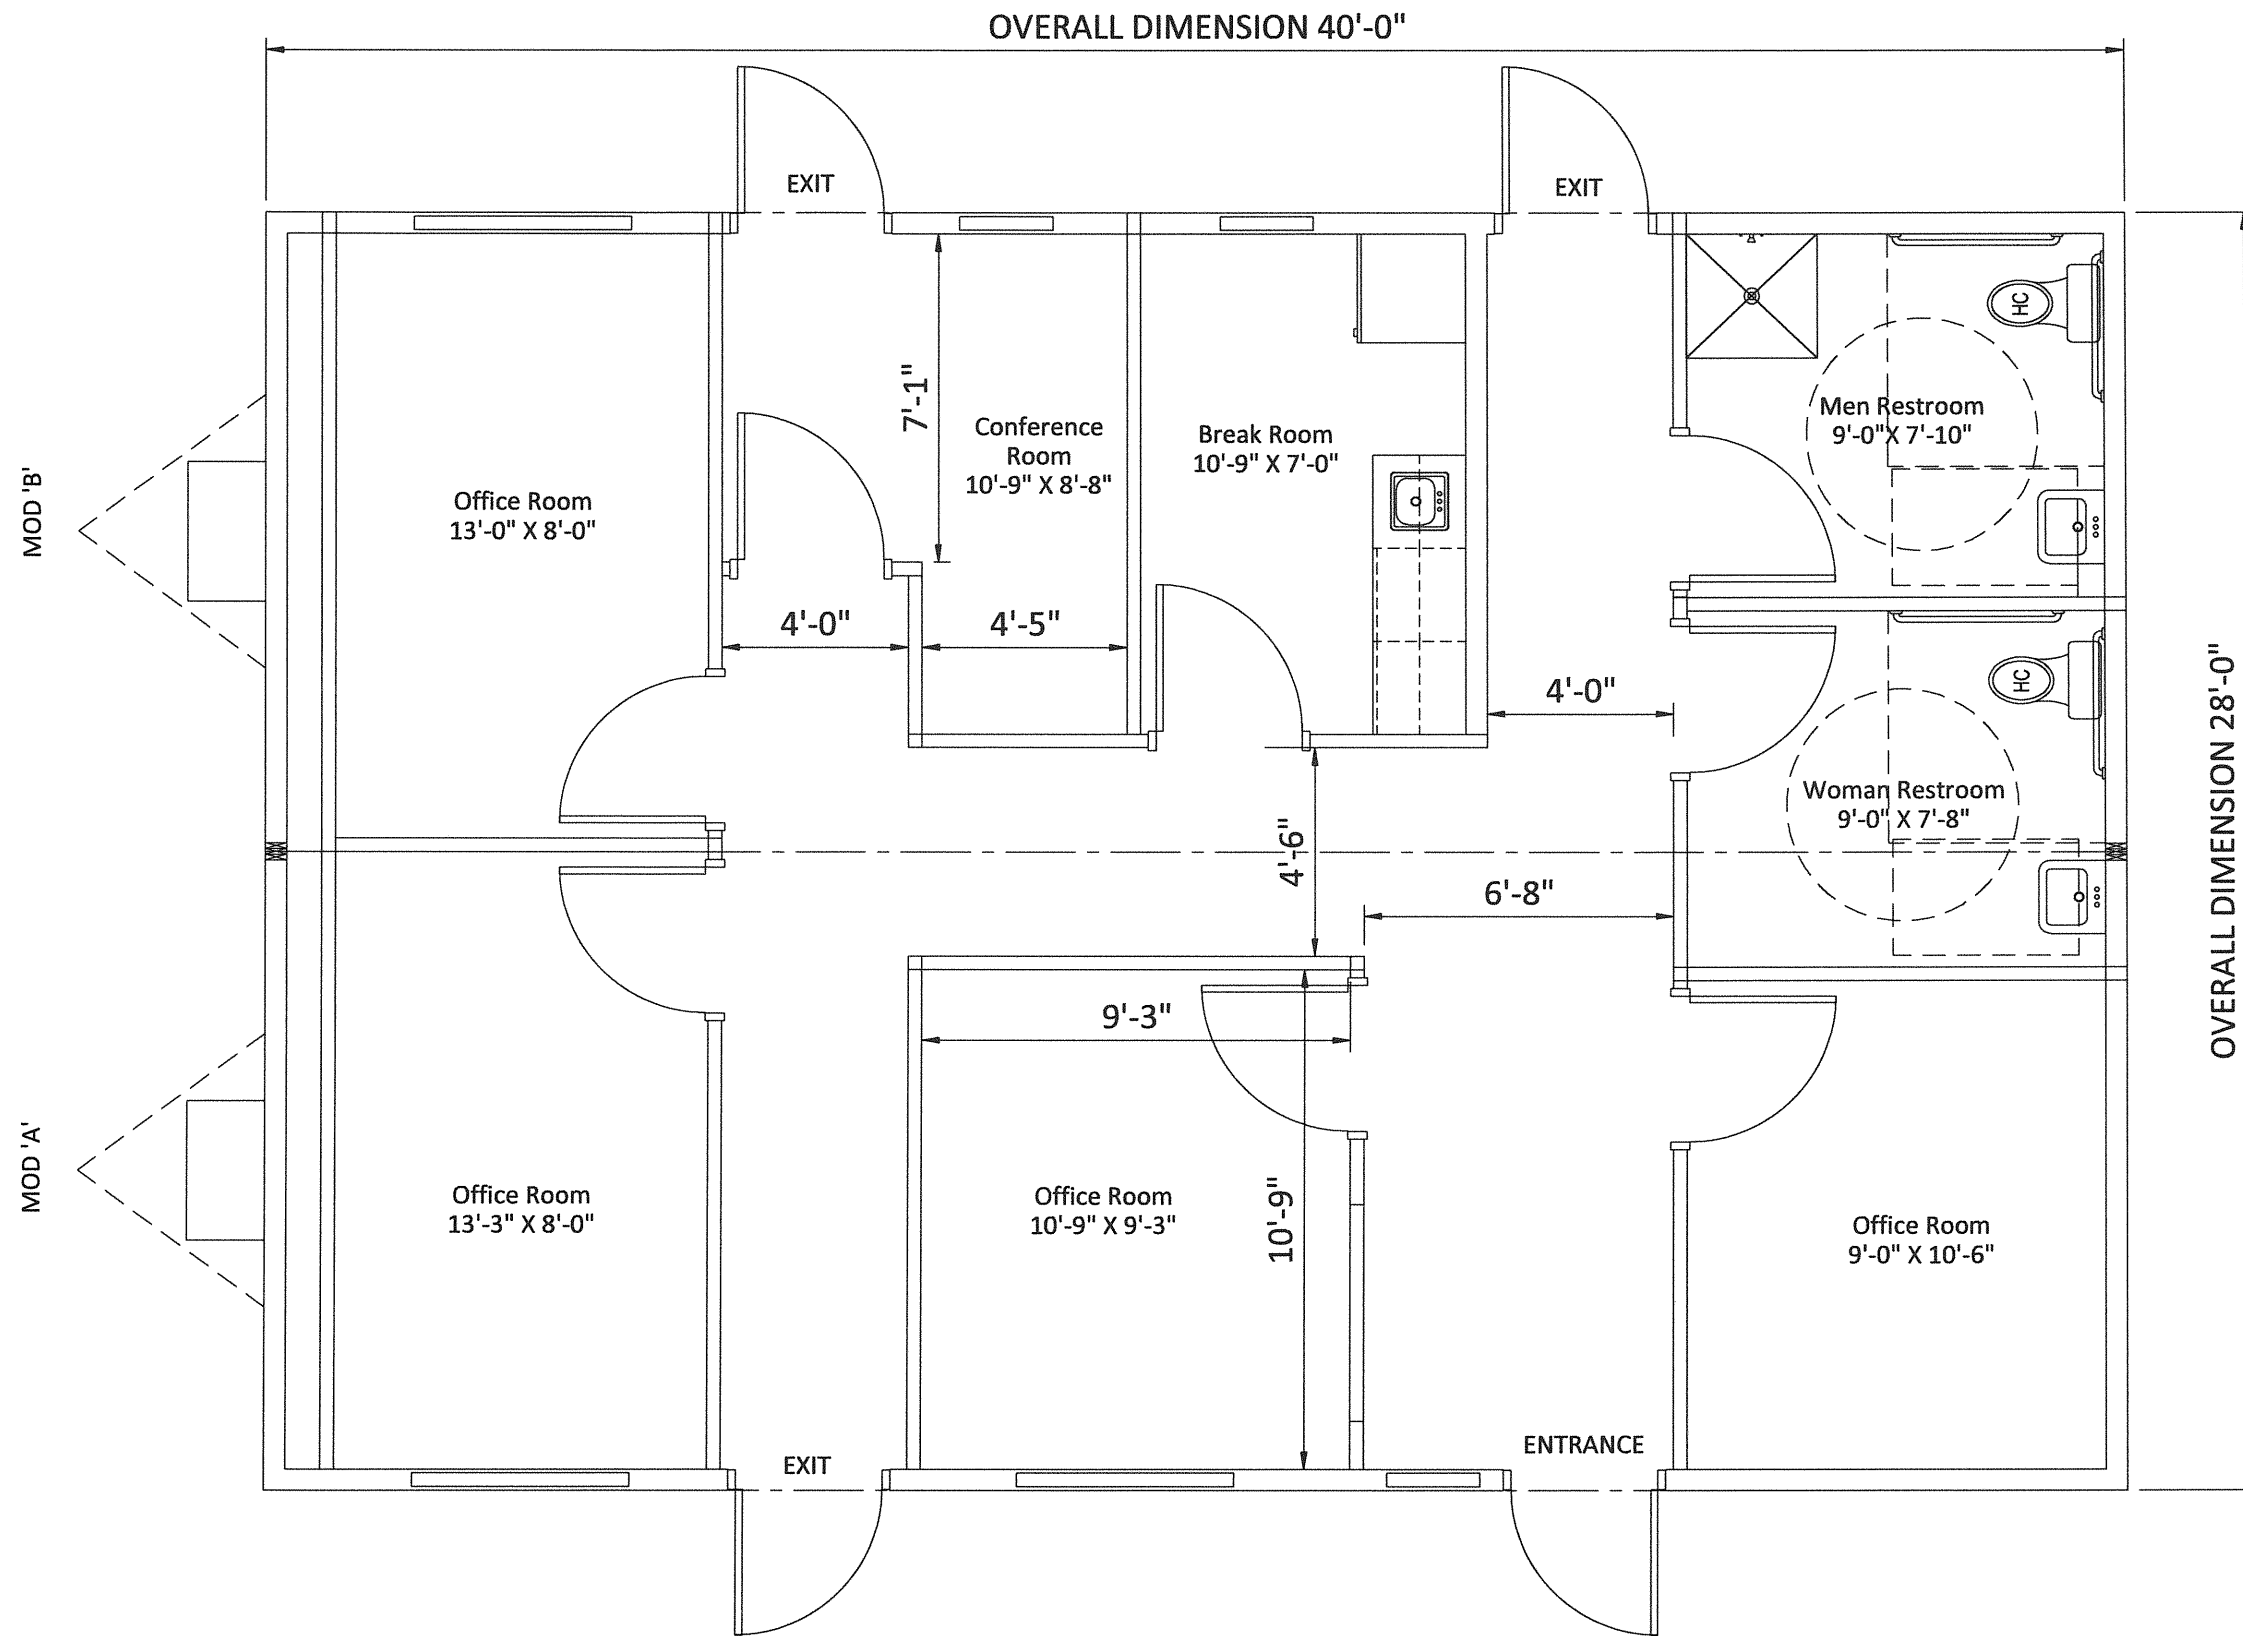 OVERALL DIMENSION 40'-0"
EXIT
EXIT
HC
7'-1"
Conference
Room
10'-9" X 8'-8"
Break Room
10'-9" X 7'-0"
Men Restroom
9'-0"X 7'-10"
MOD 'B'
Office Room
13'-0" X 8'-0"
4'-0"
4'-5"
4'-0"
HC
Woman Restroom
9'-0" X 7'-8"
OVERALL DIMENSION 28'-0"
4'-6"
6'-8"
9'-3"
MOD 'A'
Office Room
13'-3" X 8'-0"
Office Room
10'-9" X 9'-3"
10'-9"
Office Room
9'-0" X 10'-6"
EXIT
ENTRANCE